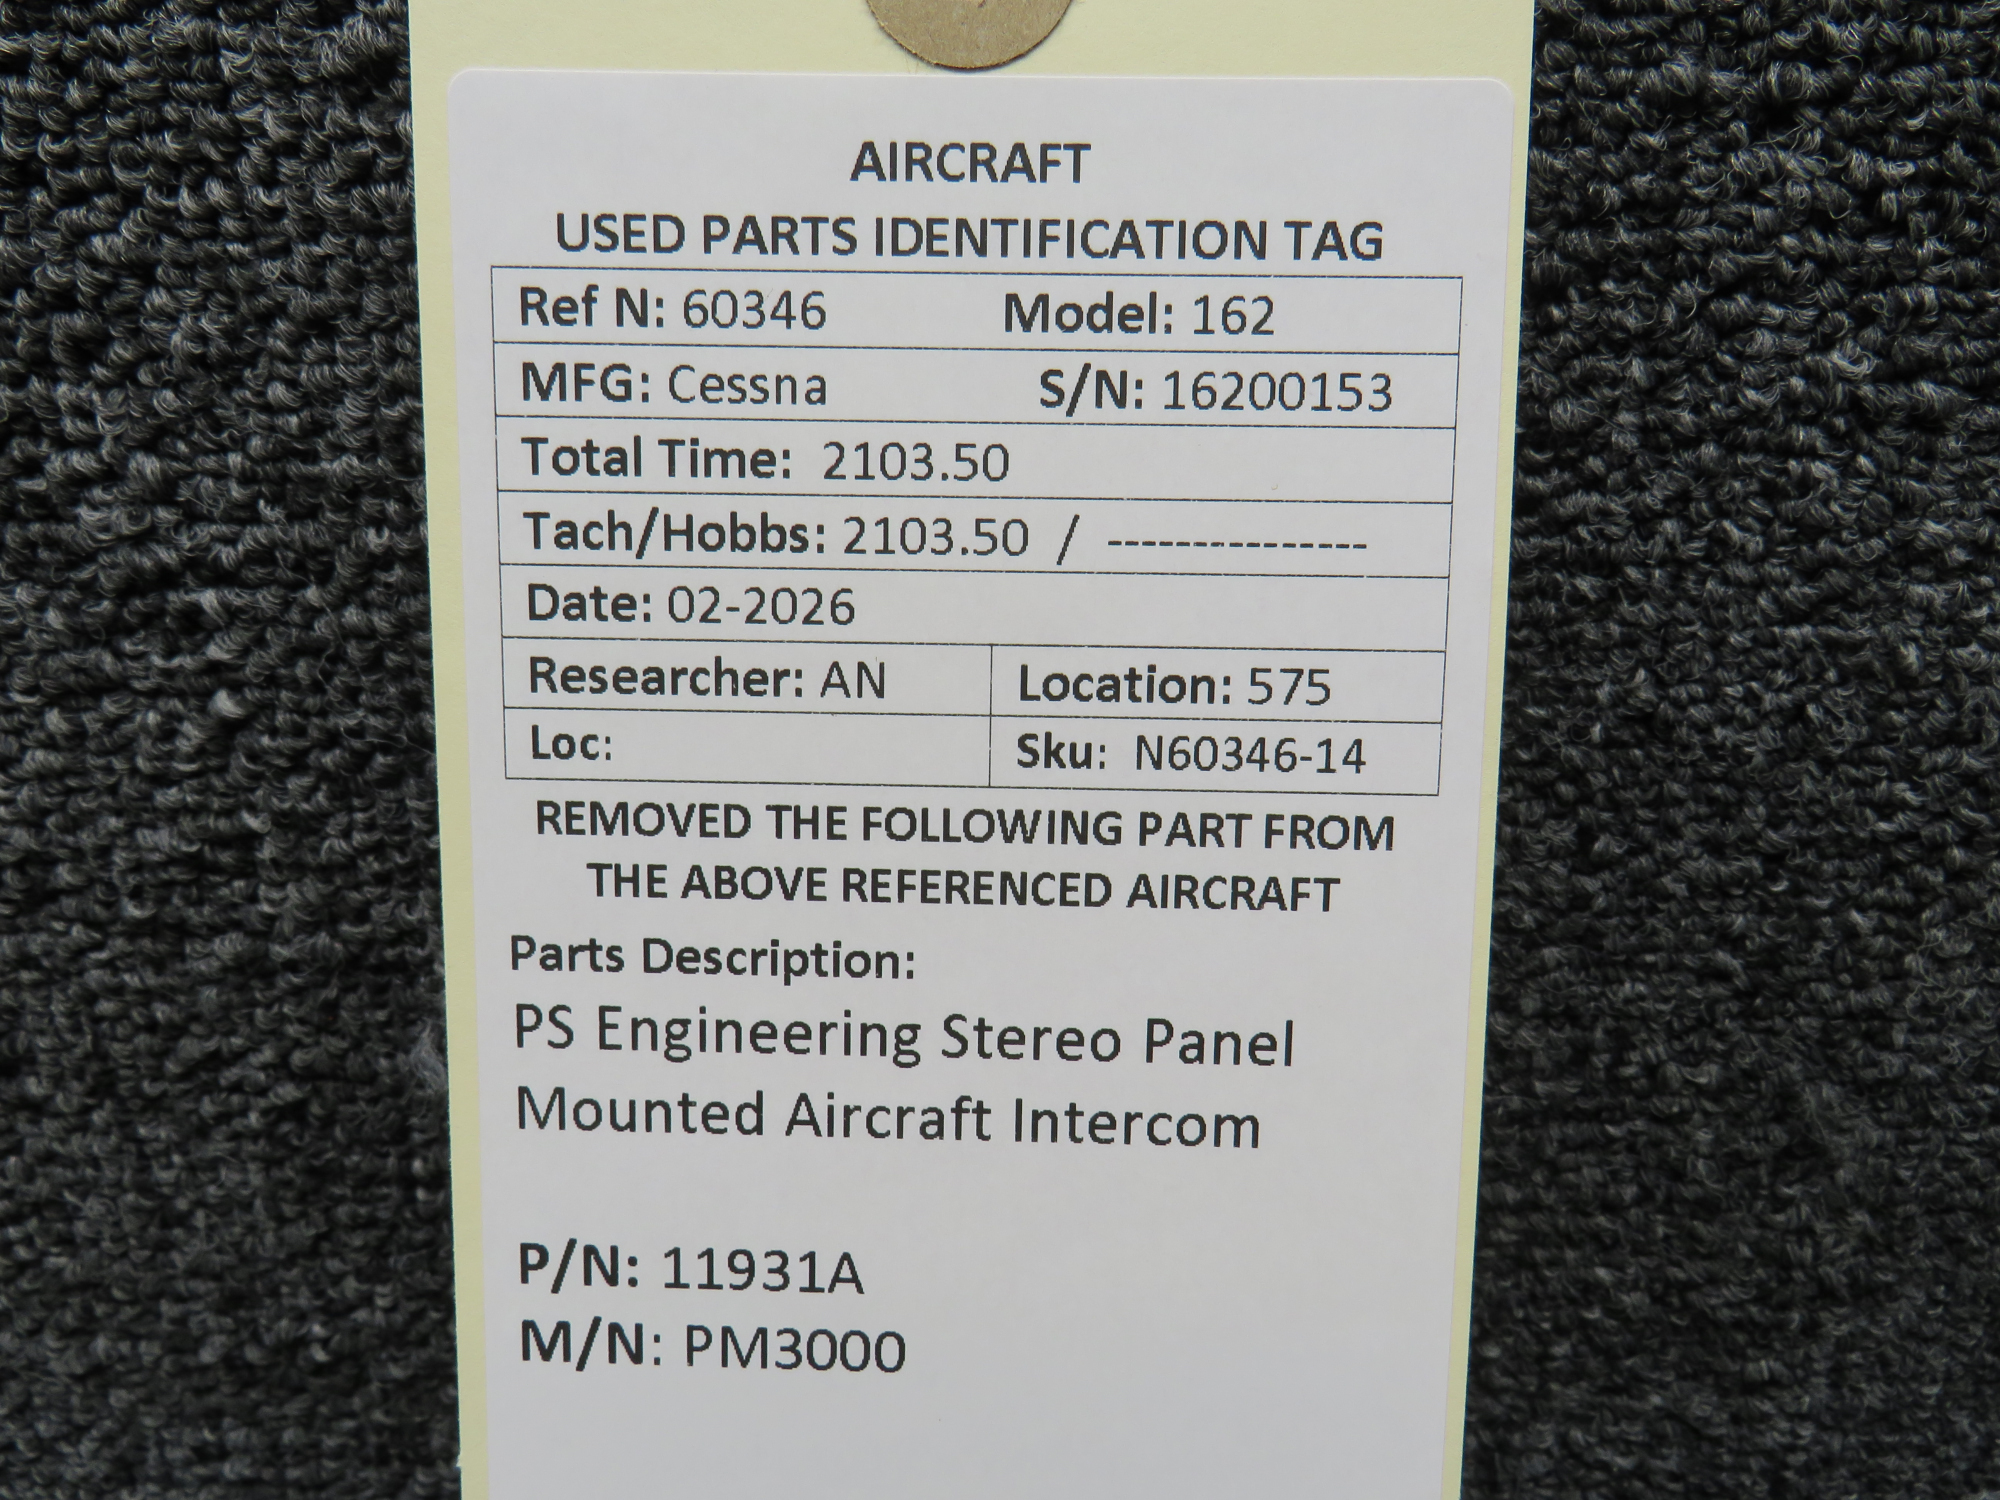 AIRCRAFT
USED PARTS IDENTIFICATION TAG
Ref N: 60346 Model: 162
MFG: Cessna S/N: 16200153
Total Time: 2103.50
Tach/Hobbs: 2103.50 / ---------------
Date: 02-2026
Researcher: AN Location: 575
Loc: Sku: N60346-14
REMOVED THE FOLLOWING PART FROM
THE ABOVE REFERENCED AIRCRAFT
Parts Description:
PS Engineering Stereo Panel
Mounted Aircraft Intercom
P/N: 11931A
M/N: PM3000